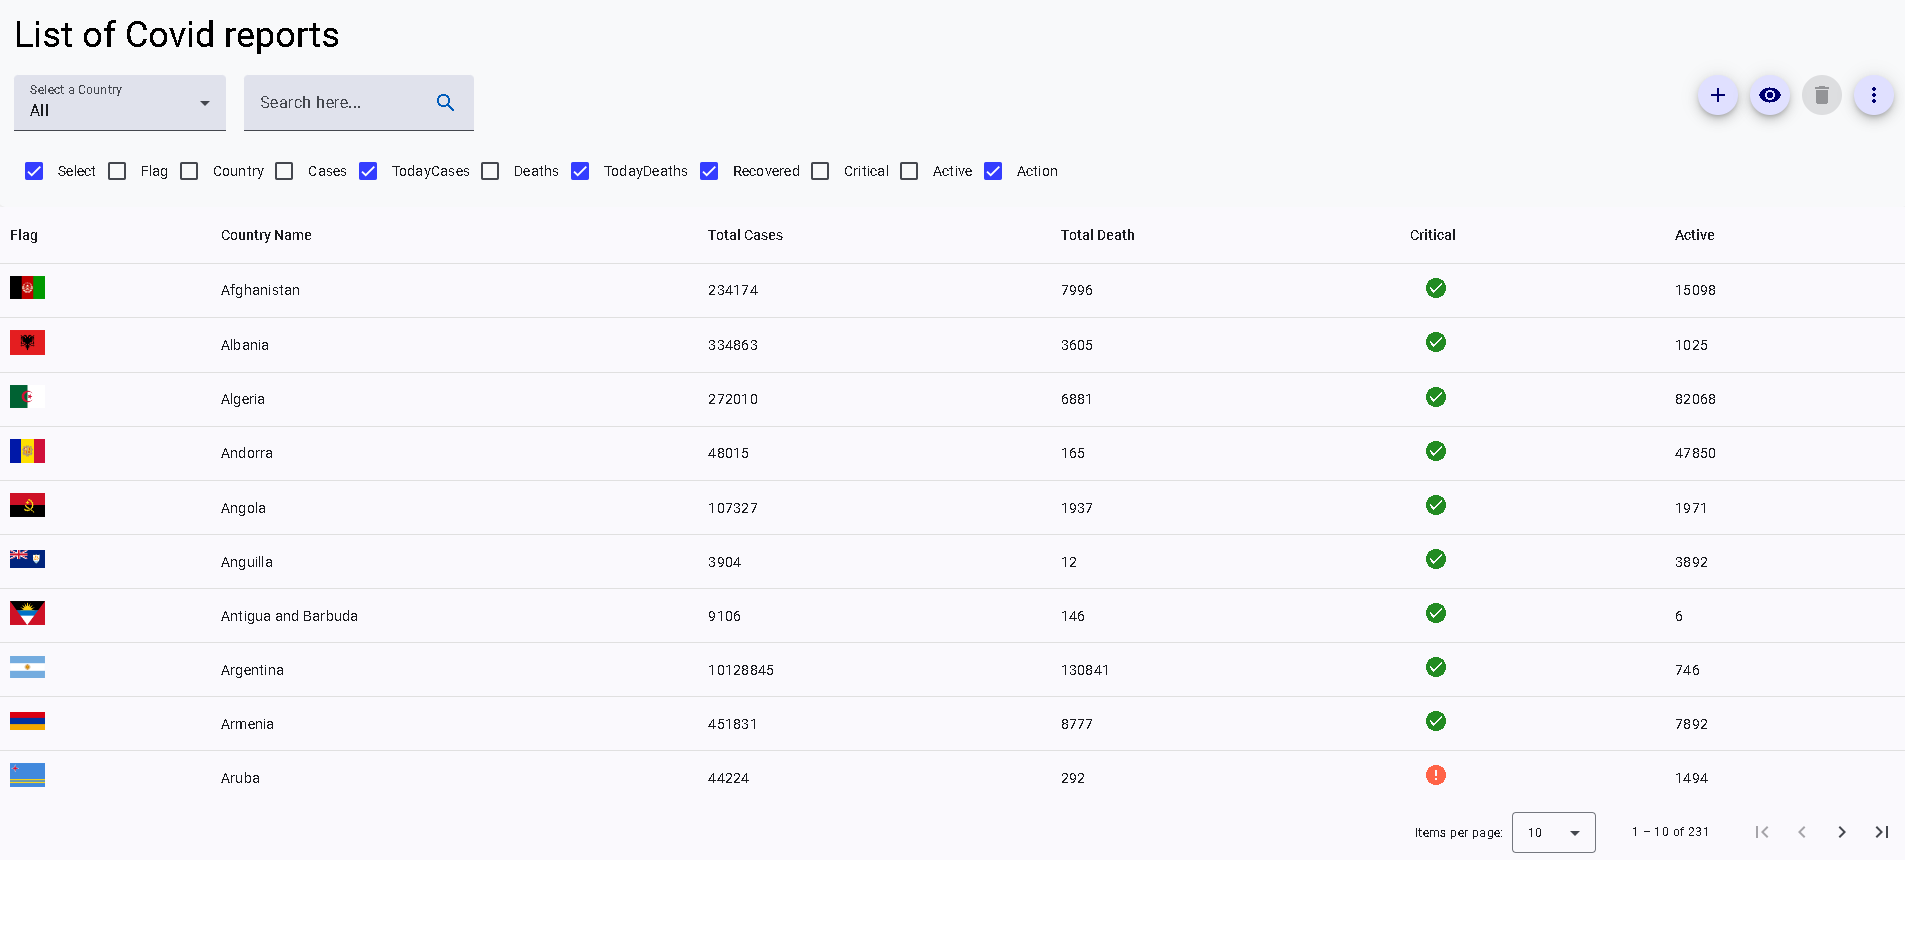 List of Covid reports
Select a Country
All
Search here...
Select Flag Country Cases TodayCases Deaths TodayDeaths Recovered Critical Active Action
Flag Country Name Total Cases Total Death Critical Active
Afghanistan 234174 7996 15098
Albania 334863 3605 1025
Algeria 272010 6881 82068
Andorra 48015 165 47850
Angola 107327 1937 1971
Anguilla 3904 12 3892
Antigua and Barbuda 9106 146 6
Argentina 10128845 130841 746
Armenia 451831 8777 7892
Aruba 44224 292 1494
Items per page: 10 1 – 10 of 231